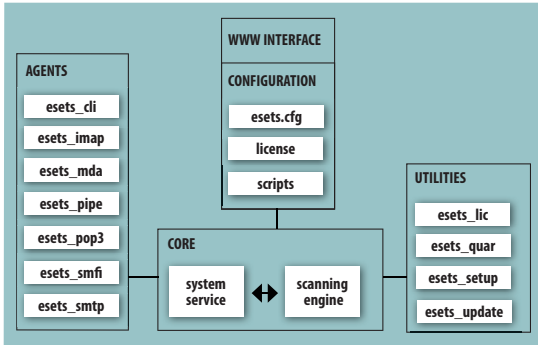 WWW INTERFACE
CONFIGURATION
esets.cfg
license
scripts
AGENTS
esets_cli
esets_imap
esets_mda
esets_pipe
esets_pop3
esets_smfi
esets_smtp
CORE
system
service
scanning
engine
UTILITIES
esets_lic
esets_quar
esets_setup
esets_update